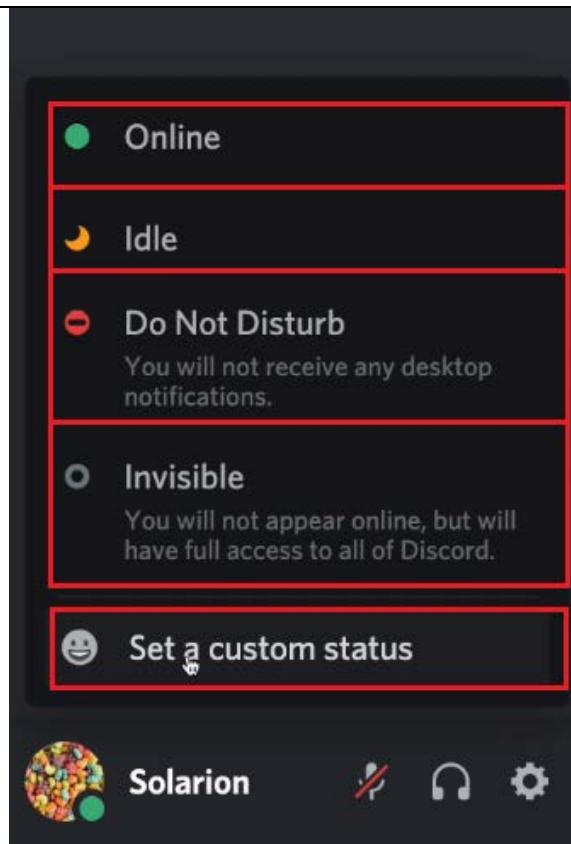 Online
Idle
Do Not Disturb
You will not receive any desktop
notifications.
Invisible
You will not appear online, but will
have full access to all of Discord.
Set a custom status
Solarion